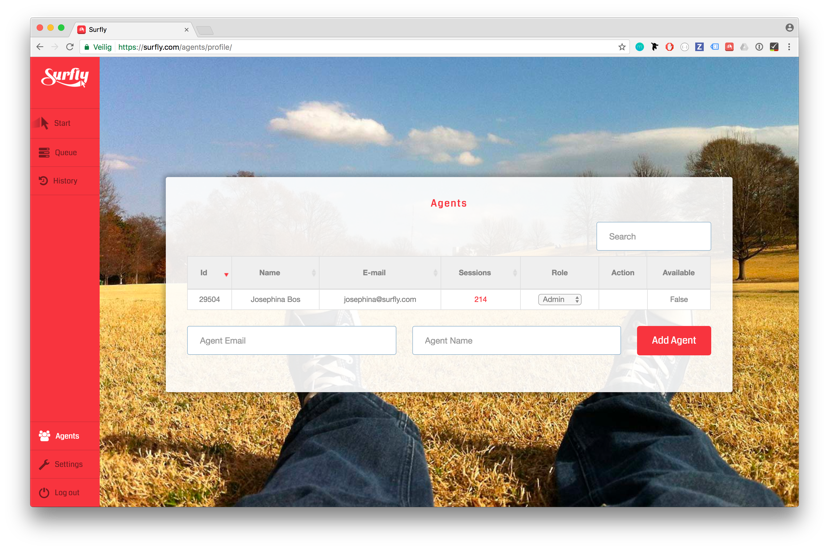 Surfly
Veilig https://surfly.com/agents/profile/
Surfly
Start
Queue
History
Agents
Search
Id Name E-mail Sessions Role Action Available
29504 Josephina Bos josephina@surfly.com 214 Admin False
Agent Email Agent Name Add Agent
Agents
Settings
Log out